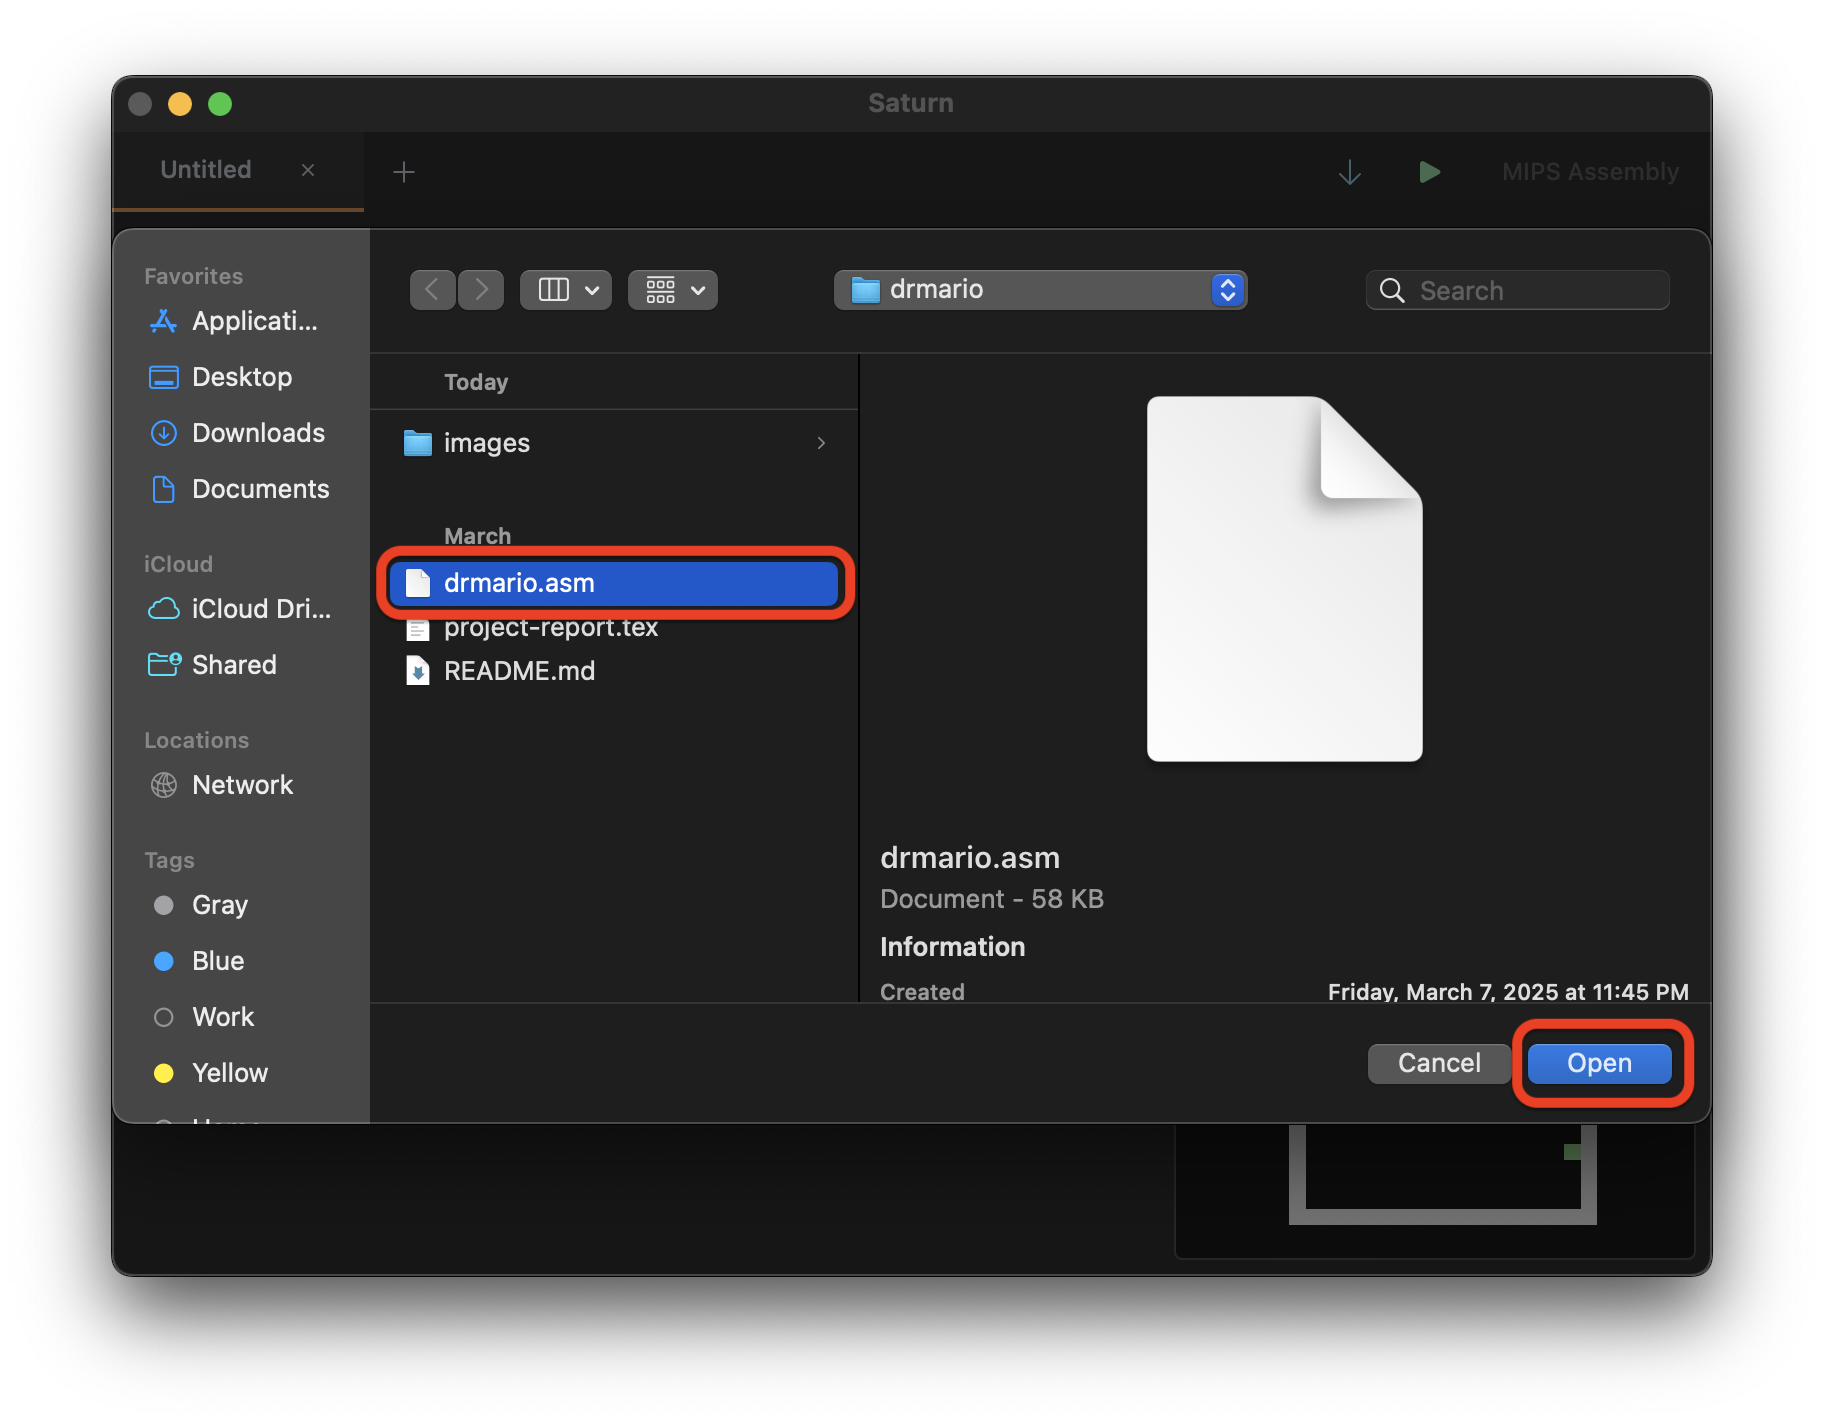 Saturn
Untitled
MIPS Assembly
Favorites
Applicati...
Desktop
Downloads
Documents
iCloud
iCloud Dri...
Shared
Locations
Network
Tags
Gray
Blue
Work
Yellow
drmario
Search
Today
images
March
drmario.asm
project-report.tex
README.md
drmario.asm
Document - 58 KB
Information
Created Friday, March 7, 2025 at 11:45 PM
Cancel Open